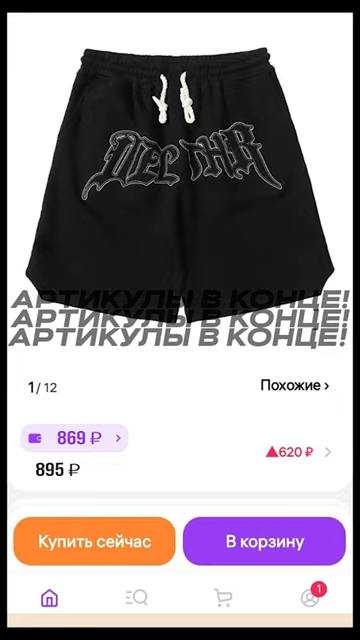 АРТИКУЛЫ В КОНЦЕ!
АРТИКУЛЫ В КОНЦЕ!
АРТИКУЛЫ В КОНЦЕ!
1/12
Похожие ›
869 ₽ ›
▲620 ₽ ›
895 ₽
Купить сейчас
В корзину
1